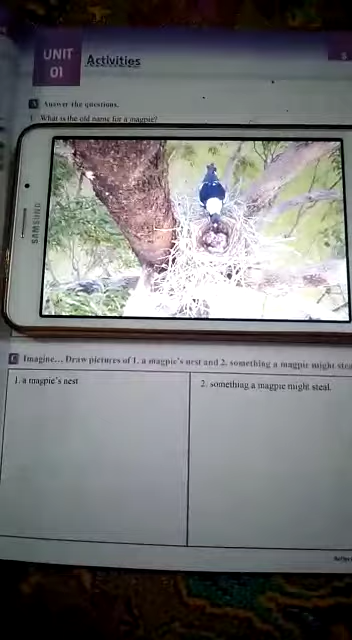 UNIT
01
Activities
A Answer the questions.
1. What is the old name for a magpie?
SAMSUNG
C Imagine... Draw pictures of 1. a magpie's nest and 2. something a magpie might stea
1. a magpie's nest
2. something a magpie might steal.